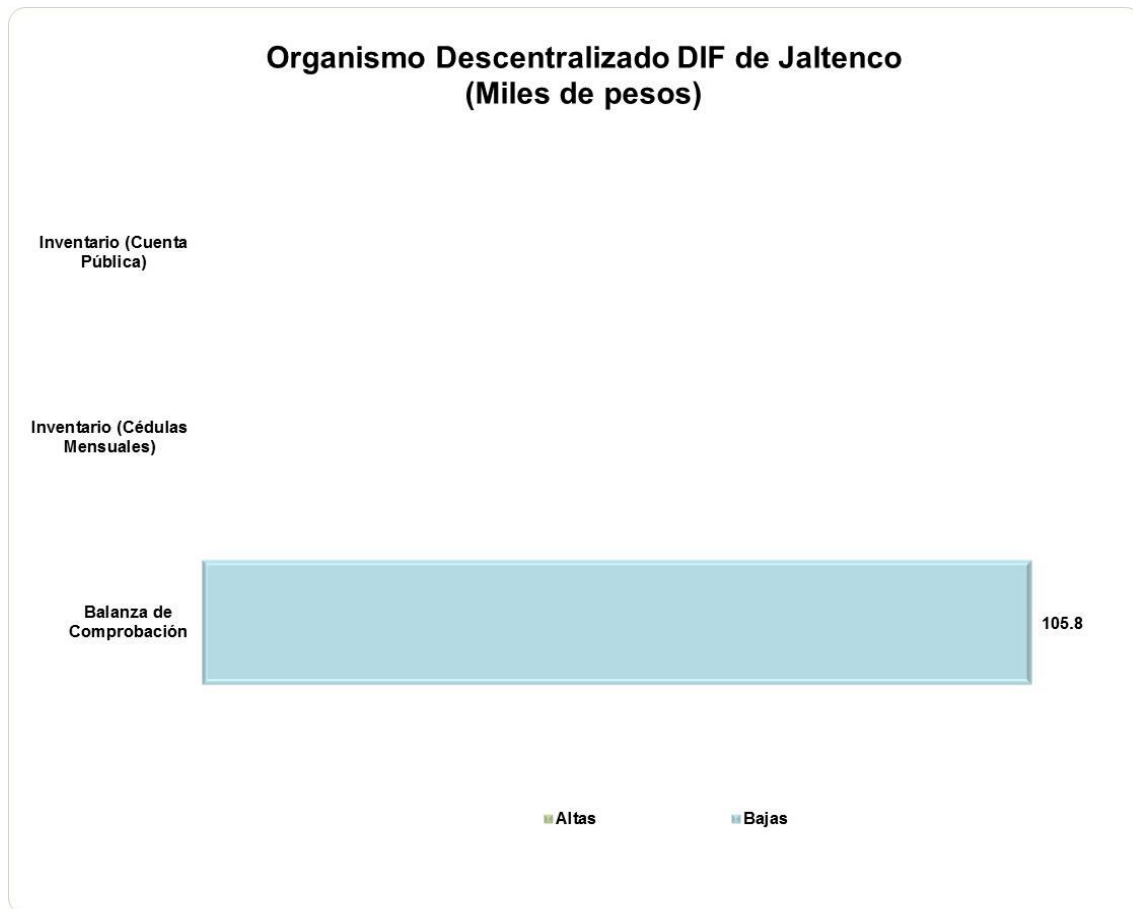 Organismo Descentralizado DIF de Jaltenco
(Miles de pesos)
Inventario (Cuenta
Pública)
Inventario (Cédulas
Mensuales)
Balanza de
Comprobación
105.8
Altas
Bajas